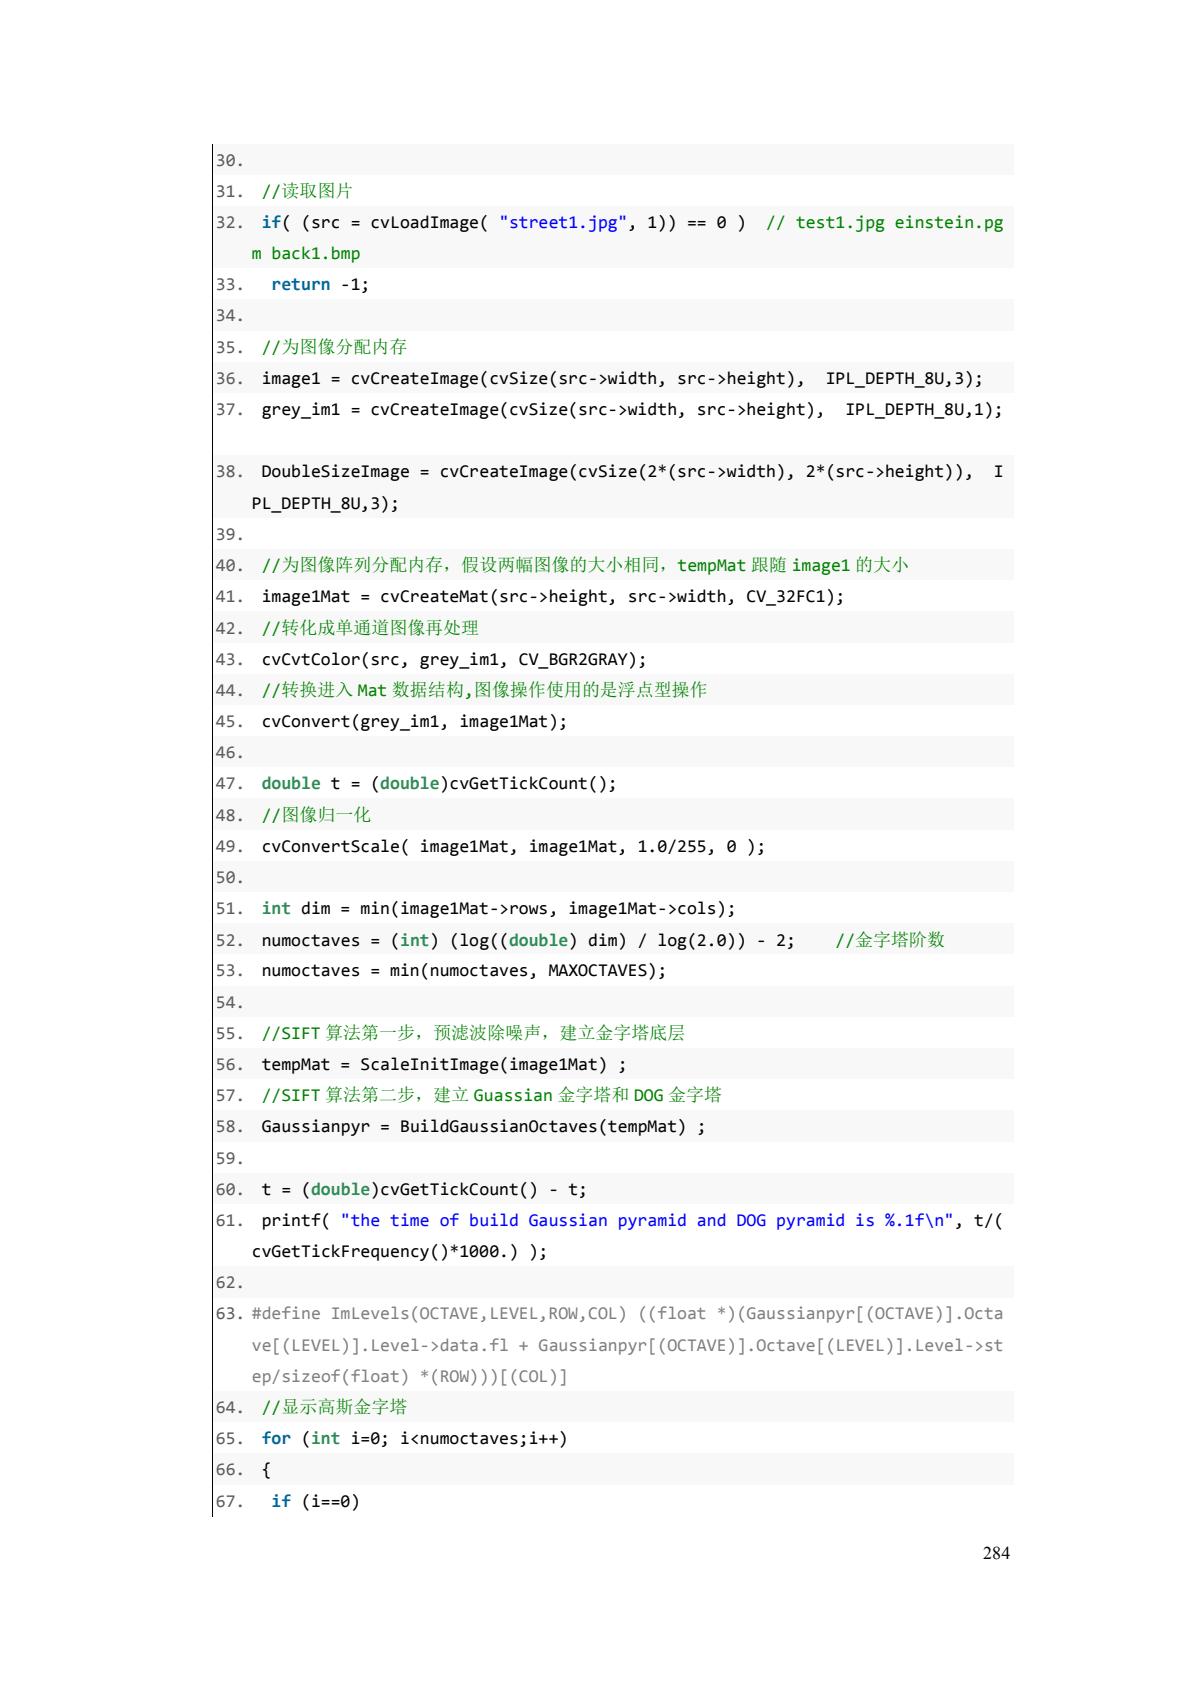 30.
31. //读取图片
32. if( (src = cvLoadImage( "street1.jpg", 1)) == 0 )  // test1.jpg einstein.pg
m back1.bmp
33.  return -1;
34.
35. //为图像分配内存
36. image1 = cvCreateImage(cvSize(src->width, src->height),  IPL_DEPTH_8U,3);
37. grey_im1 = cvCreateImage(cvSize(src->width, src->height),  IPL_DEPTH_8U,1);
38. DoubleSizeImage = cvCreateImage(cvSize(2*(src->width), 2*(src->height)),  I
PL_DEPTH_8U,3);
39.
40. //为图像阵列分配内存，假设两幅图像的大小相同，tempMat 跟随 image1 的大小
41. image1Mat = cvCreateMat(src->height, src->width, CV_32FC1);
42. //转化成单通道图像再处理
43. cvCvtColor(src, grey_im1, CV_BGR2GRAY);
44. //转换进入 Mat 数据结构,图像操作使用的是浮点型操作
45. cvConvert(grey_im1, image1Mat);
46.
47. double t = (double)cvGetTickCount();
48. //图像归一化
49. cvConvertScale( image1Mat, image1Mat, 1.0/255, 0 );
50.
51. int dim = min(image1Mat->rows, image1Mat->cols);
52. numoctaves = (int) (log((double) dim) / log(2.0)) - 2;    //金字塔阶数
53. numoctaves = min(numoctaves, MAXOCTAVES);
54.
55. //SIFT 算法第一步，预滤波除噪声，建立金字塔底层
56. tempMat = ScaleInitImage(image1Mat) ;
57. //SIFT 算法第二步，建立 Guassian 金字塔和 DOG 金字塔
58. Gaussianpyr = BuildGaussianOctaves(tempMat) ;
59.
60. t = (double)cvGetTickCount() - t;
61. printf( "the time of build Gaussian pyramid and DOG pyramid is %.1f\n", t/(
cvGetTickFrequency()*1000.) );
62.
63. #define ImLevels(OCTAVE,LEVEL,ROW,COL) ((float *)(Gaussianpyr[(OCTAVE)].Octa
ve[(LEVEL)].Level->data.fl + Gaussianpyr[(OCTAVE)].Octave[(LEVEL)].Level->st
ep/sizeof(float) *(ROW)))[(COL)]
64. //显示高斯金字塔
65. for (int i=0; i<numoctaves;i++)
66. {
67.  if (i==0)
284